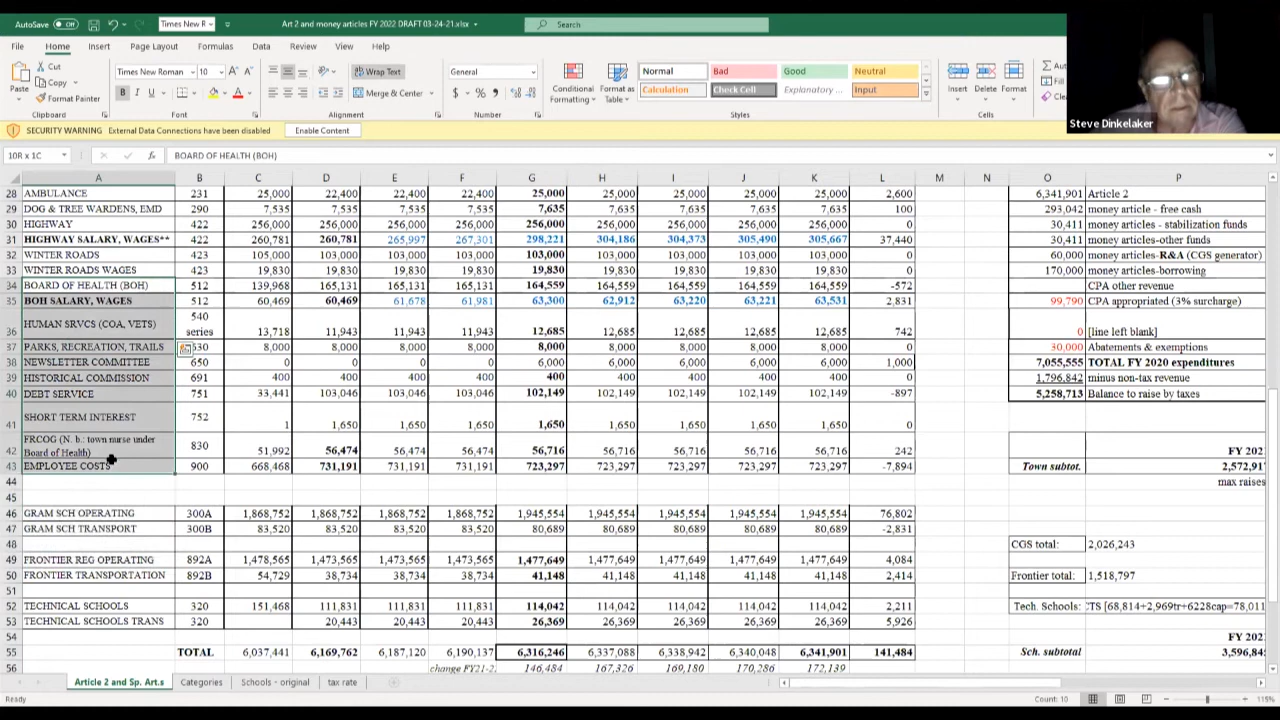 AutoSave Off Times New R Art 2 and money articles FY 2022 DRAFT 03-24-21.xlsx Search
File Home Insert Page Layout Formulas Data Review View Help
Paste Cut Copy Format Painter Times New Roman 10 Wrap Text Merge & Center General Conditional Formatting Format as Table Normal Bad Good Neutral Calculation Check Cell Explanatory ... Input Insert Delete Format
Clipboard Font Alignment Number Styles Cells
Steve Dinkelaker
SECURITY WARNING External Data Connections have been disabled Enable Content
10R x 1C BOARD OF HEALTH (BOH)
A B C D E F G H I J K L M N O P
28 AMBULANCE 231 25,000 22,400 22,400 22,400 25,000 25,000 25,000 25,000 25,000 2,600 6,341,901 Article 2
29 DOG & TREE WARDENS, EMD 290 7,535 7,535 7,535 7,535 7,635 7,635 7,635 7,635 7,635 100 293,042 money article - free cash
30 HIGHWAY 422 256,000 256,000 256,000 256,000 256,000 256,000 256,000 256,000 256,000 0 30,411 money articles - stabilization funds
31 HIGHWAY SALARY, WAGES** 422 260,781 260,781 265,997 267,301 298,221 304,186 304,373 305,490 305,667 37,440 30,411 money articles-other funds
32 WINTER ROADS 423 105,000 103,000 103,000 103,000 103,000 103,000 103,000 103,000 103,000 0 60,000 money articles-R&A (CGS generator)
33 WINTER ROADS WAGES 423 19,830 19,830 19,830 19,830 19,830 19,830 19,830 19,830 19,830 0 170,000 money articles-borrowing
34 BOARD OF HEALTH (BOH) 512 139,968 165,131 165,131 165,131 164,559 164,559 164,559 164,559 164,559 -572 CPA other revenue
35 BOH SALARY, WAGES 512 60,469 60,469 61,678 61,981 63,300 62,912 63,220 63,221 63,531 2,831 99,790 CPA appropriated (3% surcharge)
36 HUMAN SRVCS (COA, VETS) 540 series 13,718 11,943 11,943 11,943 12,685 12,685 12,685 12,685 12,685 742 0 [line left blank]
37 PARKS, RECREATION, TRAILS 630 8,000 8,000 8,000 8,000 8,000 8,000 8,000 8,000 8,000 0 30,000 Abatements & exemptions
38 NEWSLETTER COMMITTEE 650 0 0 0 0 6,000 6,000 6,000 6,000 6,000 1,000 7,055,555 TOTAL FY 2020 expenditures
39 HISTORICAL COMMISSION 691 400 400 400 400 400 400 400 400 400 0 1,796,842 minus non-tax revenue
40 DEBT SERVICE 751 33,441 103,046 103,046 103,046 102,149 102,149 102,149 102,149 102,149 -897 5,258,713 Balance to raise by taxes
41 SHORT TERM INTEREST 752 1 1,650 1,650 1,650 1,650 1,650 1,650 1,650 1,650 0
42 FRCOG (N. b.: town nurse under Board of Health) 830 51,992 56,474 56,474 56,474 56,716 56,716 56,716 56,716 56,716 242 FY 202
43 EMPLOYEE COSTS 900 668,468 731,191 731,191 731,191 723,297 723,297 723,297 723,297 723,297 -7,894 Town subtot. 2,572,91
44 max raises
45
46 GRAM SCH OPERATING 300A 1,868,752 1,868,752 1,868,752 1,868,752 1,945,554 1,945,554 1,945,554 1,945,554 1,945,554 76,802
47 GRAM SCH TRANSPORT 300B 83,520 83,520 83,520 83,520 80,689 80,689 80,689 80,689 80,689 -2,831
48 CGS total: 2,026,243
49 FRONTIER REG OPERATING 892A 1,478,565 1,473,565 1,473,565 1,473,565 1,477,649 1,477,649 1,477,649 1,477,649 1,477,649 4,084
50 FRONTIER TRANSPORTATION 892B 54,729 38,734 38,734 38,734 41,148 41,148 41,148 41,148 41,148 2,414 Frontier total: 1,518,797
51
52 TECHNICAL SCHOOLS 320 151,468 111,831 111,831 111,831 114,042 114,042 114,042 114,042 114,042 2,211 Tech. Schools: CTS [68,814+2,969tr+6228cap=78,011
53 TECHNICAL SCHOOLS TRANS 320 20,443 20,443 20,443 26,369 26,369 26,369 26,369 26,369 5,926
54 FY 202
55 TOTAL 6,037,441 6,169,762 6,187,120 6,190,137 6,316,246 6,337,088 6,338,942 6,340,048 6,341,901 141,484 Sch. subtotal 3,596,84
56 change FY21-2 146,484 167,326 169,180 170,286 172,139
Article 2 and Sp. Art.s Categories Schools - original tax rate
Ready Count: 10 115%